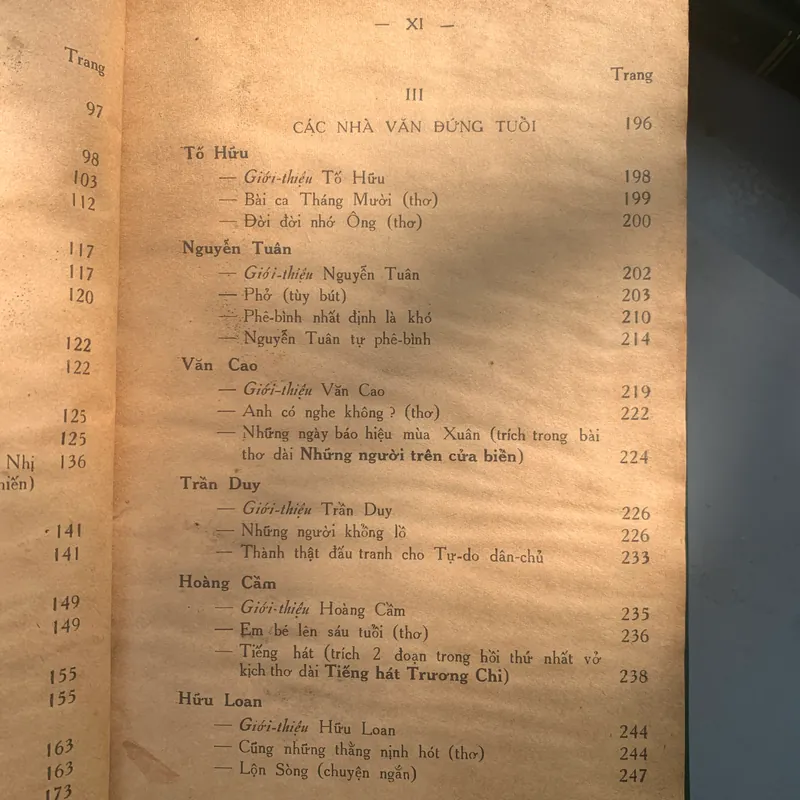 Trang
97
98
103
112
117
117
120
122
122
125
125
Nhị 136
hiến)
141
141
149
149
155
155
163
163
173
— XI —
Trang
III
CÁC NHÀ VĂN ĐỨNG TUỔI 196
Tố Hữu
— Giới-thiệu Tố Hữu 198
— Bài ca Tháng Mười (thơ) 199
— Đời đời nhớ Ông (thơ) 200
Nguyễn Tuân
— Giới-thiệu Nguyễn Tuân 202
— Phở (tùy bút) 203
— Phê-bình nhất định là khó 210
— Nguyễn Tuân tự phê-bình 214
Văn Cao
— Giới-thiệu Văn Cao 219
— Anh có nghe không ? (thơ) 222
— Những ngày báo hiệu mùa Xuân (trích trong bài
thơ dài Những người trên cửa biển) 224
Trần Duy
— Giới-thiệu Trần Duy 226
— Những người khổng lồ 226
— Thành thật đấu tranh cho Tự-do dân-chủ 233
Hoàng Cầm
— Giới-thiệu Hoàng Cầm 235
— Em bé lên sáu tuổi (thơ) 236
— Tiếng hát (trích 2 đoạn trong hồi thứ nhất vở
kịch thơ dài Tiếng hát Trương Chi) 238
Hữu Loan
— Giới-thiệu Hữu Loan 244
— Cũng những thằng nịnh hót (thơ) 244
— Lộn Sòng (chuyện ngắn) 247